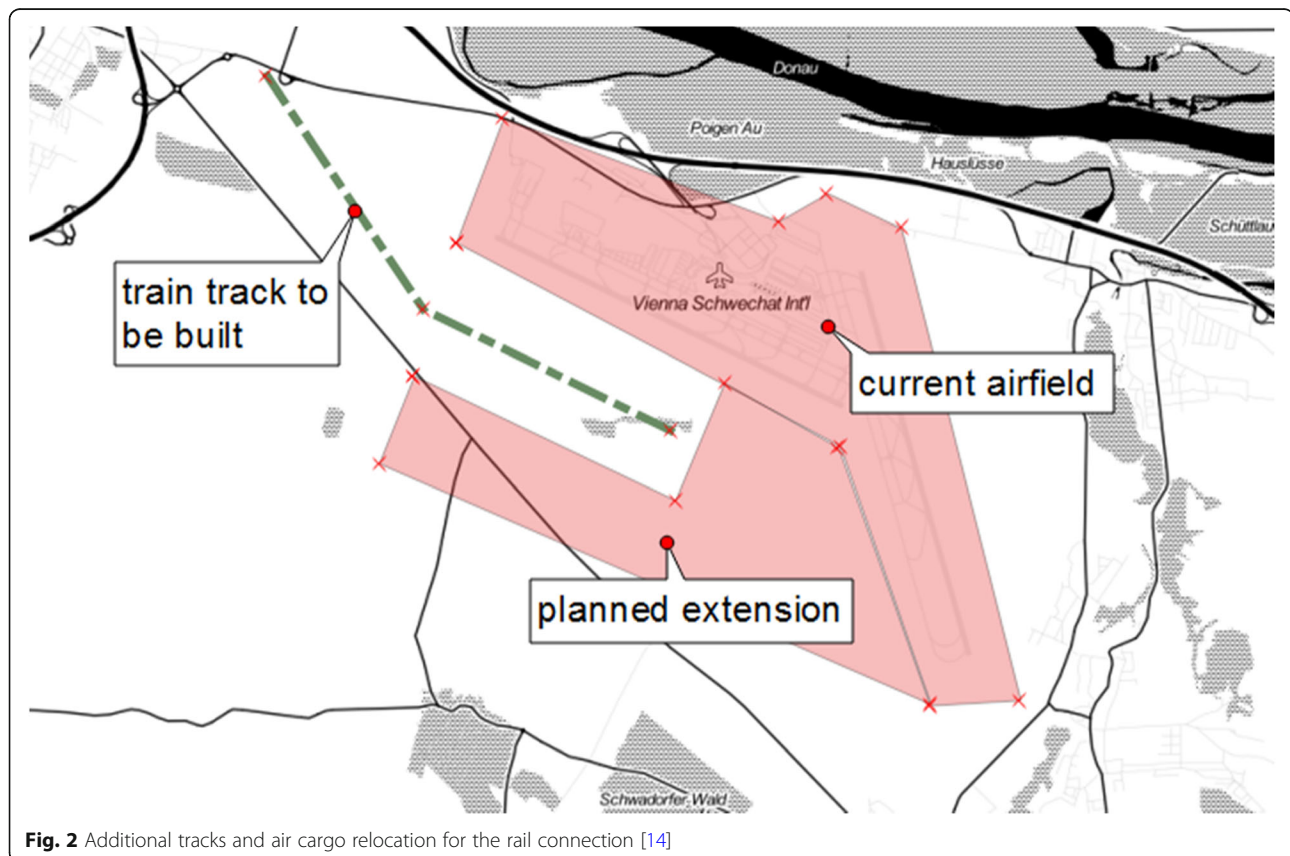 Donau
Poigen Au
Hauslüsse
Schüttlau
train track to
be built
Vienna Schwechat Int'l
current airfield
planned extension
Schwadorfer Wald
Fig. 2 Additional tracks and air cargo relocation for the rail connection [14]